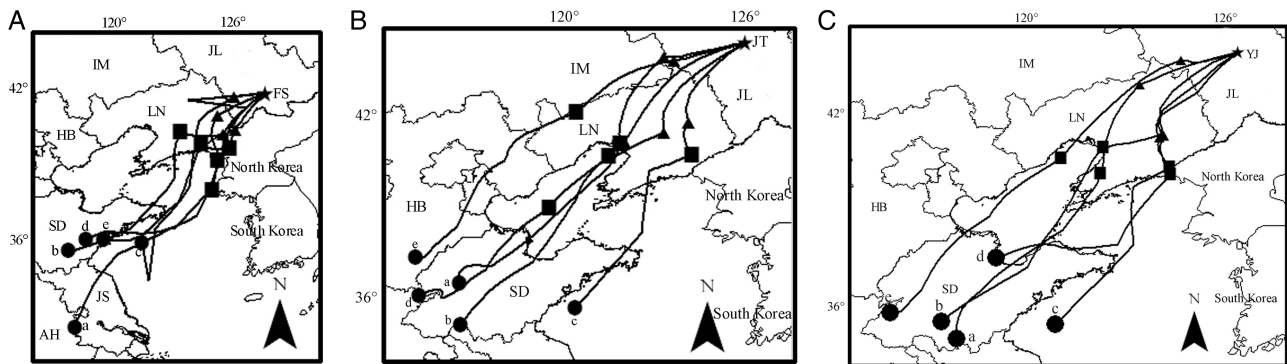 A
120°
126°
JL
IM
42°
FS
LN
HB
North Korea
SD
d
e
b
c
36°
South Korea
JS
N
AH
a
B
120°
126°
JT
IM
JL
42°
LN
North Korea
HB
e
a
d
36°
SD
b
c
N
South Korea
C
120°
126°
YJ
IM
JL
42°
LN
North Korea
HB
d
SD
e
b
36°
c
a
N
South Korea